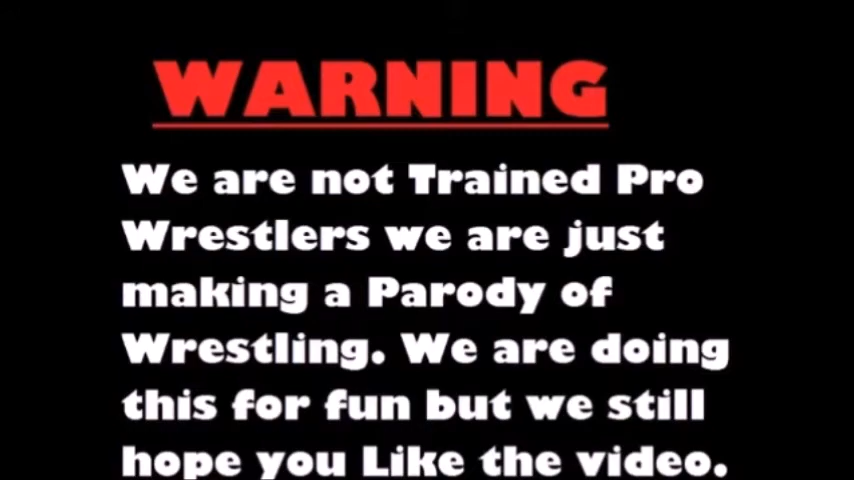 WARNING
We are not Trained Pro
Wrestlers we are just
making a Parody of
Wrestling. We are doing
this for fun but we still
hope you Like the video.